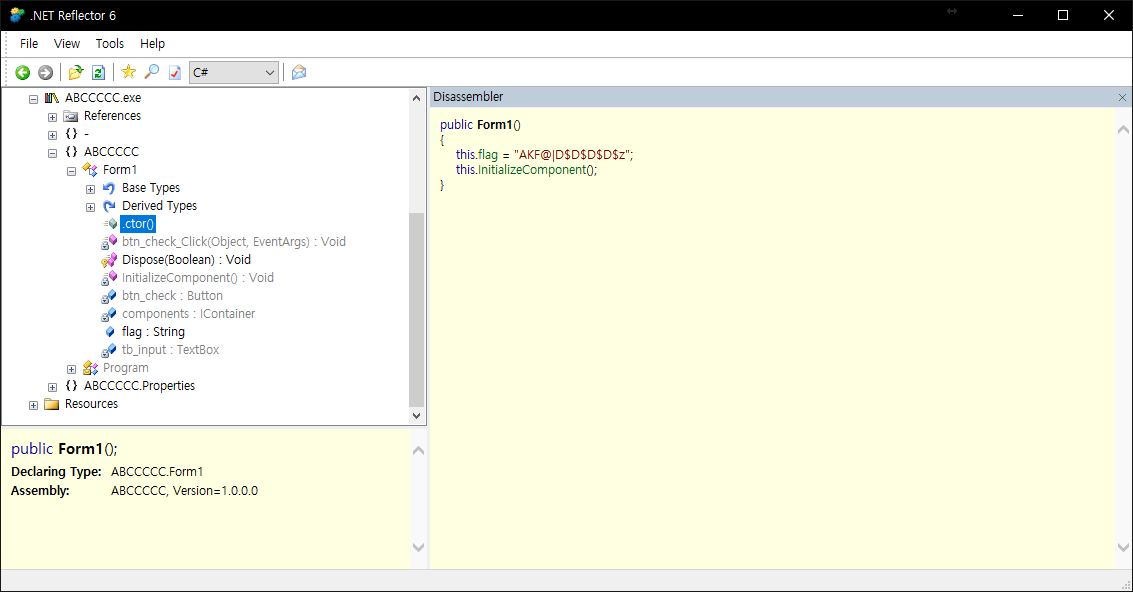 .NET Reflector 6
File View Tools Help
C#
ABCCCCC.exe
References
{} -
{} ABCCCCC
Form1
Base Types
Derived Types
.ctor()
btn_check_Click(Object, EventArgs) : Void
Dispose(Boolean) : Void
InitializeComponent() : Void
btn_check : Button
components : IContainer
flag : String
tb_input : TextBox
Program
{} ABCCCCC.Properties
Resources
public Form1();
Declaring Type: ABCCCCC.Form1
Assembly: ABCCCCC, Version=1.0.0.0
Disassembler
public Form1()
{
this.flag = "AKF@|D$D$D$D$z";
this.InitializeComponent();
}